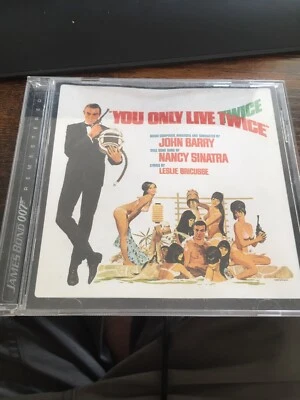 "YOU ONLY LIVE TWICE
TWICE
MUSIC COMPOSED, ARRANGED AND CONDUCTED BY
JOHN BARRY
TITLE SONG SUNG BY
NANCY SINATRA
LYRICS BY
LESLIE BRICUSSE
JAMES BOND 007
REMASTERED